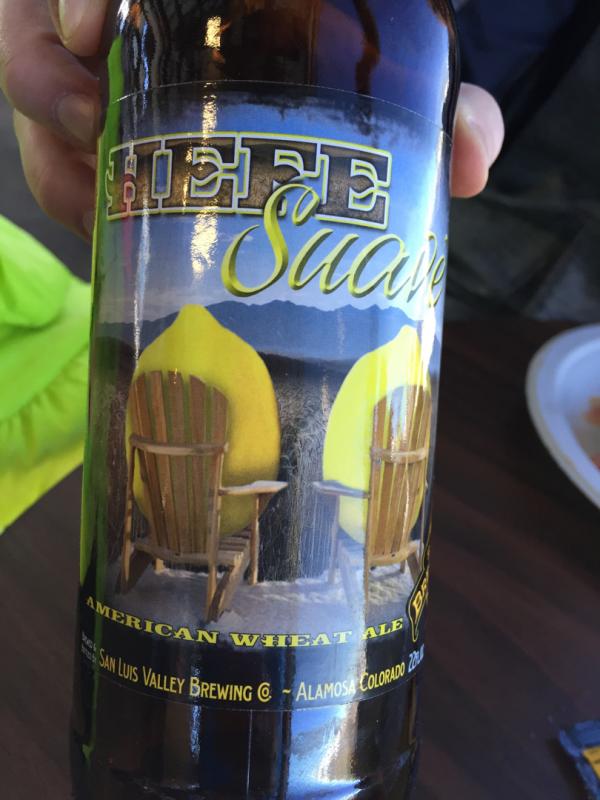 HEFE
Suave
AMERICAN WHEAT ALE
SAN LUIS VALLEY BREWING CO ~ ALAMOSA COLORADO